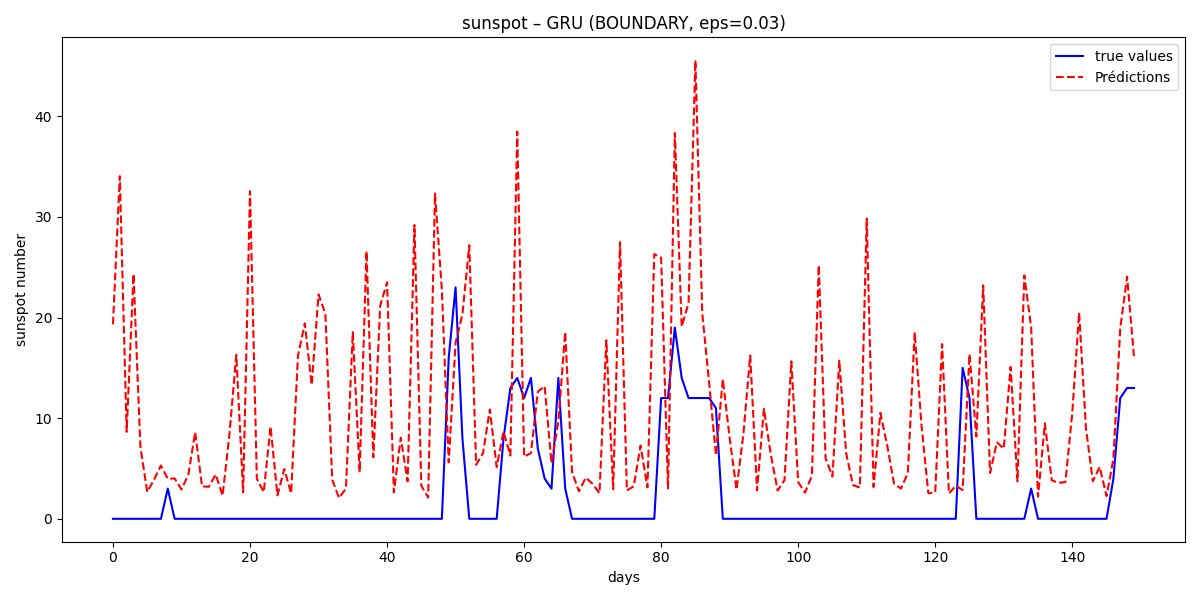 sunspot – GRU (BOUNDARY, eps=0.03)
true values
Prédictions
sunspot number
40
30
20
10
0
0 20 40 60 80 100 120 140
days